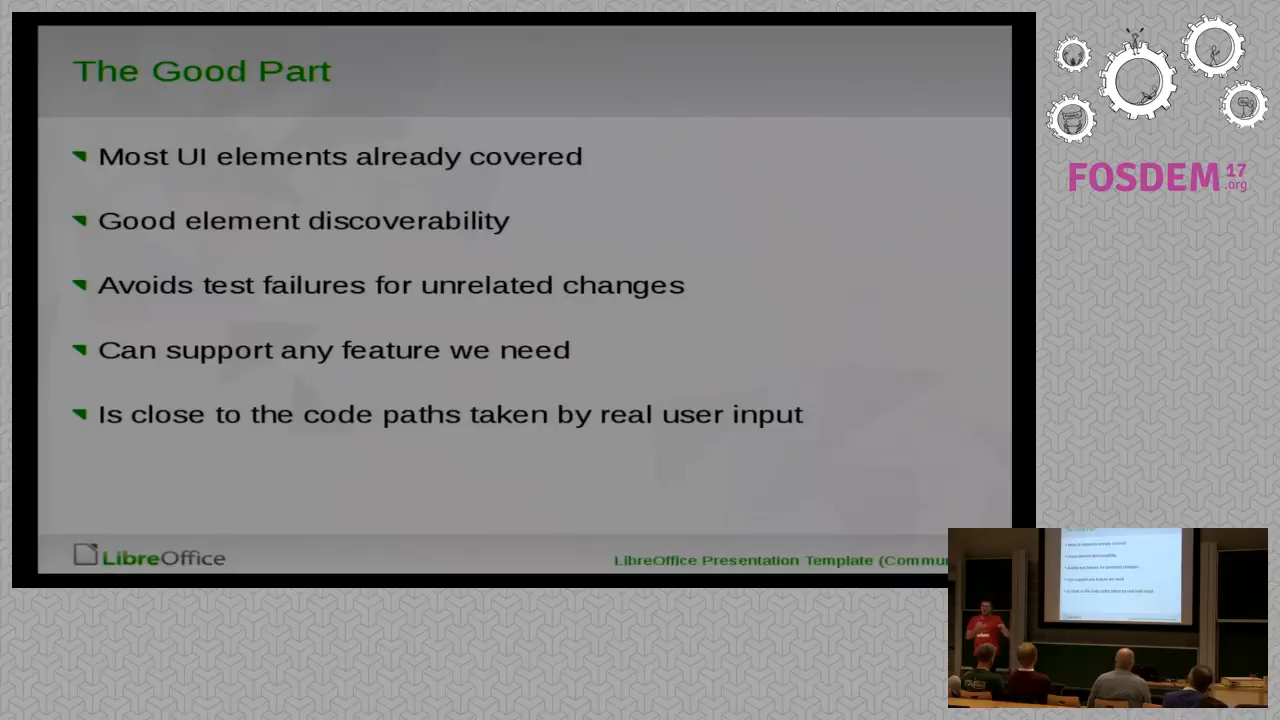 The Good Part
Most UI elements already covered
Good element discoverability
Avoids test failures for unrelated changes
Can support any feature we need
Is close to the code paths taken by real user input
LibreOffice
LibreOffice Presentation Template (Commu
FOSDEM 17 .org